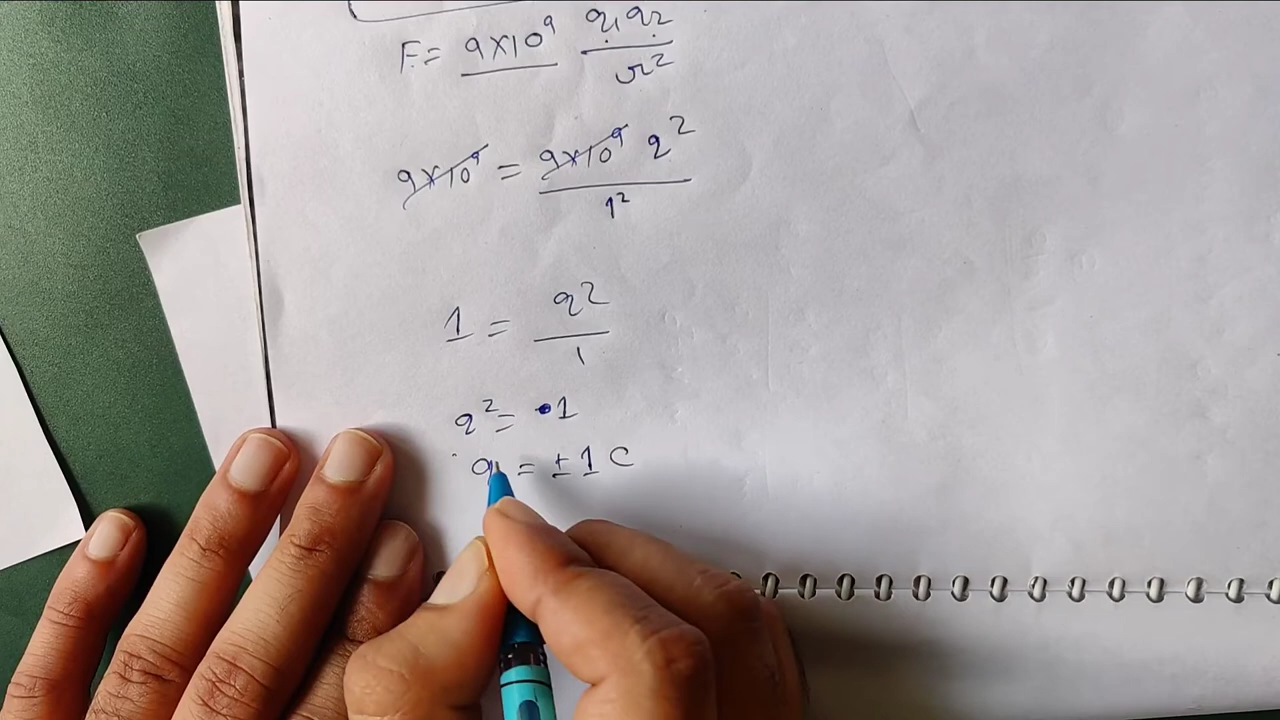 F = 9×10⁹ q₁q₂/r²
9×10⁹ = 9×10⁹ q²/1²
1 = q²/1
q² = 1
q = ±1 C